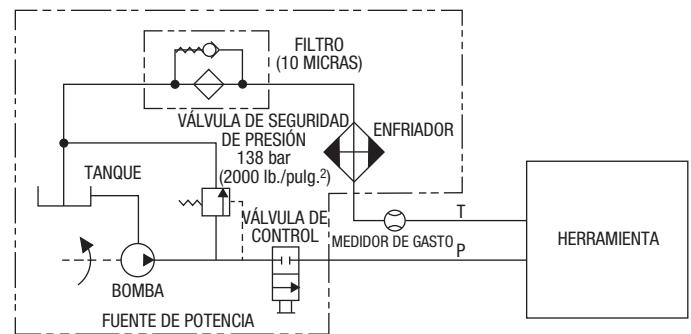 FILTRO
(10 MICRAS)
VÁLVULA DE SEGURIDAD
DE PRESIÓN
138 bar
(2000 lb./pulg.²)
ENFRIADOR
TANQUE
VÁLVULA DE
CONTROL
MEDIDOR DE GASTO
T
P
HERRAMIENTA
BOMBA
FUENTE DE POTENCIA